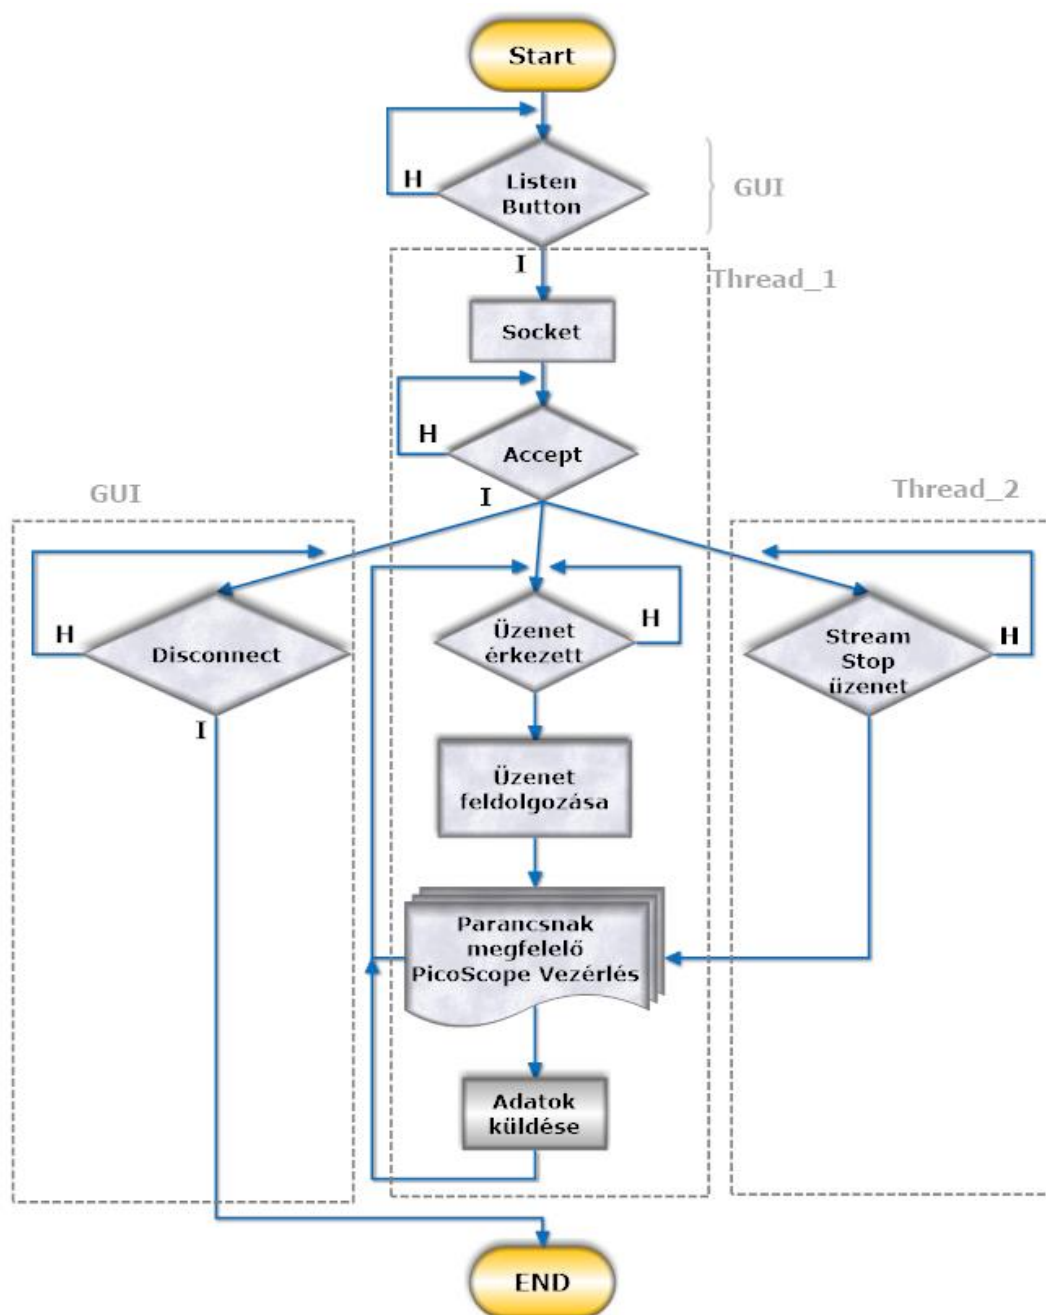 Start
H
Listen
Button
GUI
I
Thread_1
Socket
H
Accept
I
GUI
Thread_2
H
Disconnect
I
Üzenet
érkezett
H
Stream
Stop
üzenet
H
Üzenet
feldolgozása
Parancsnak
megfelelő
PicoScope Vezérlés
Adatok
küldése
END